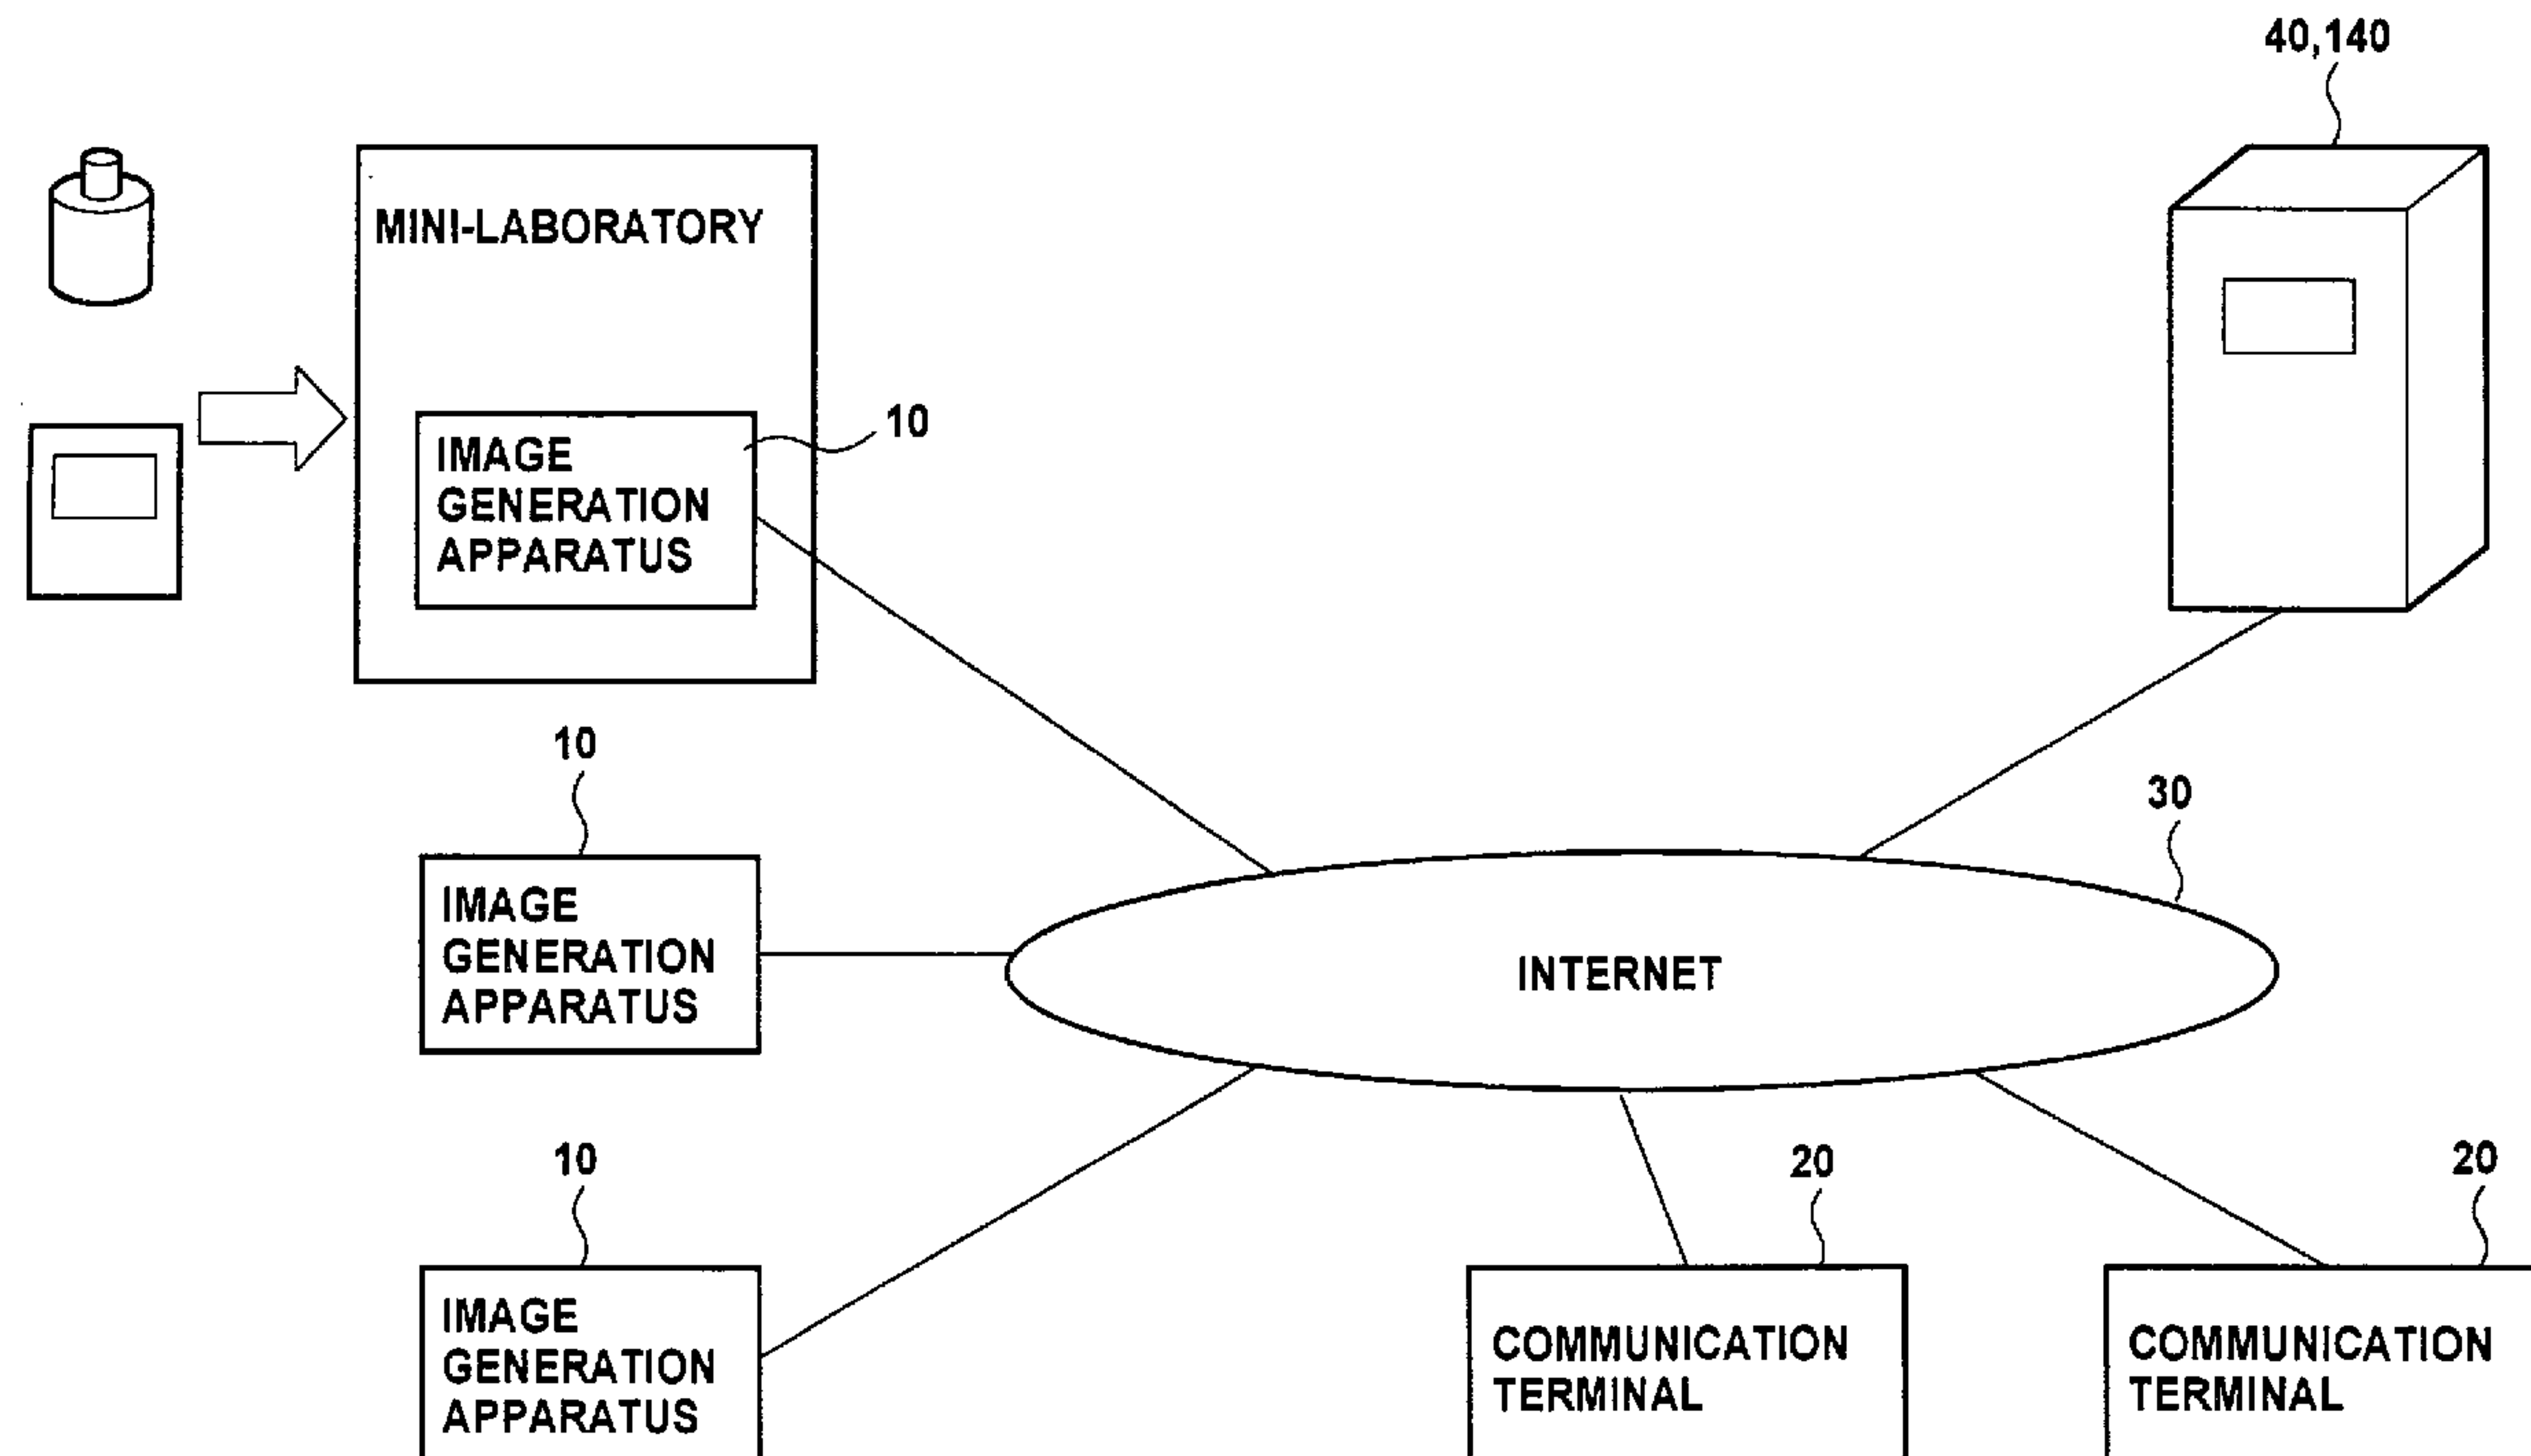 40,140
MINI-LABORATORY
10
IMAGE
GENERATION
APPARATUS
10
30
IMAGE
GENERATION
APPARATUS
INTERNET
10
20
20
IMAGE
GENERATION
APPARATUS
COMMUNICATION
TERMINAL
COMMUNICATION
TERMINAL